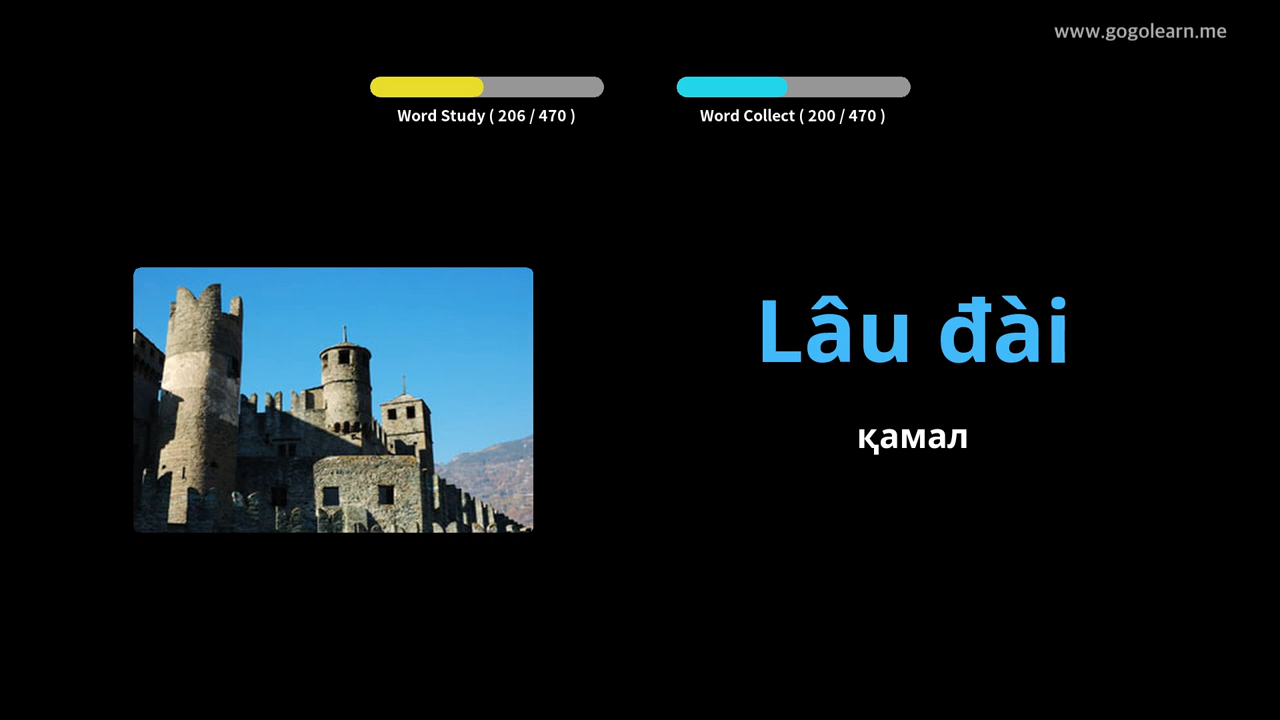 www.gogolearn.me
Word Study ( 206 / 470 )
Word Collect ( 200 / 470 )
Lâu đài
қамал